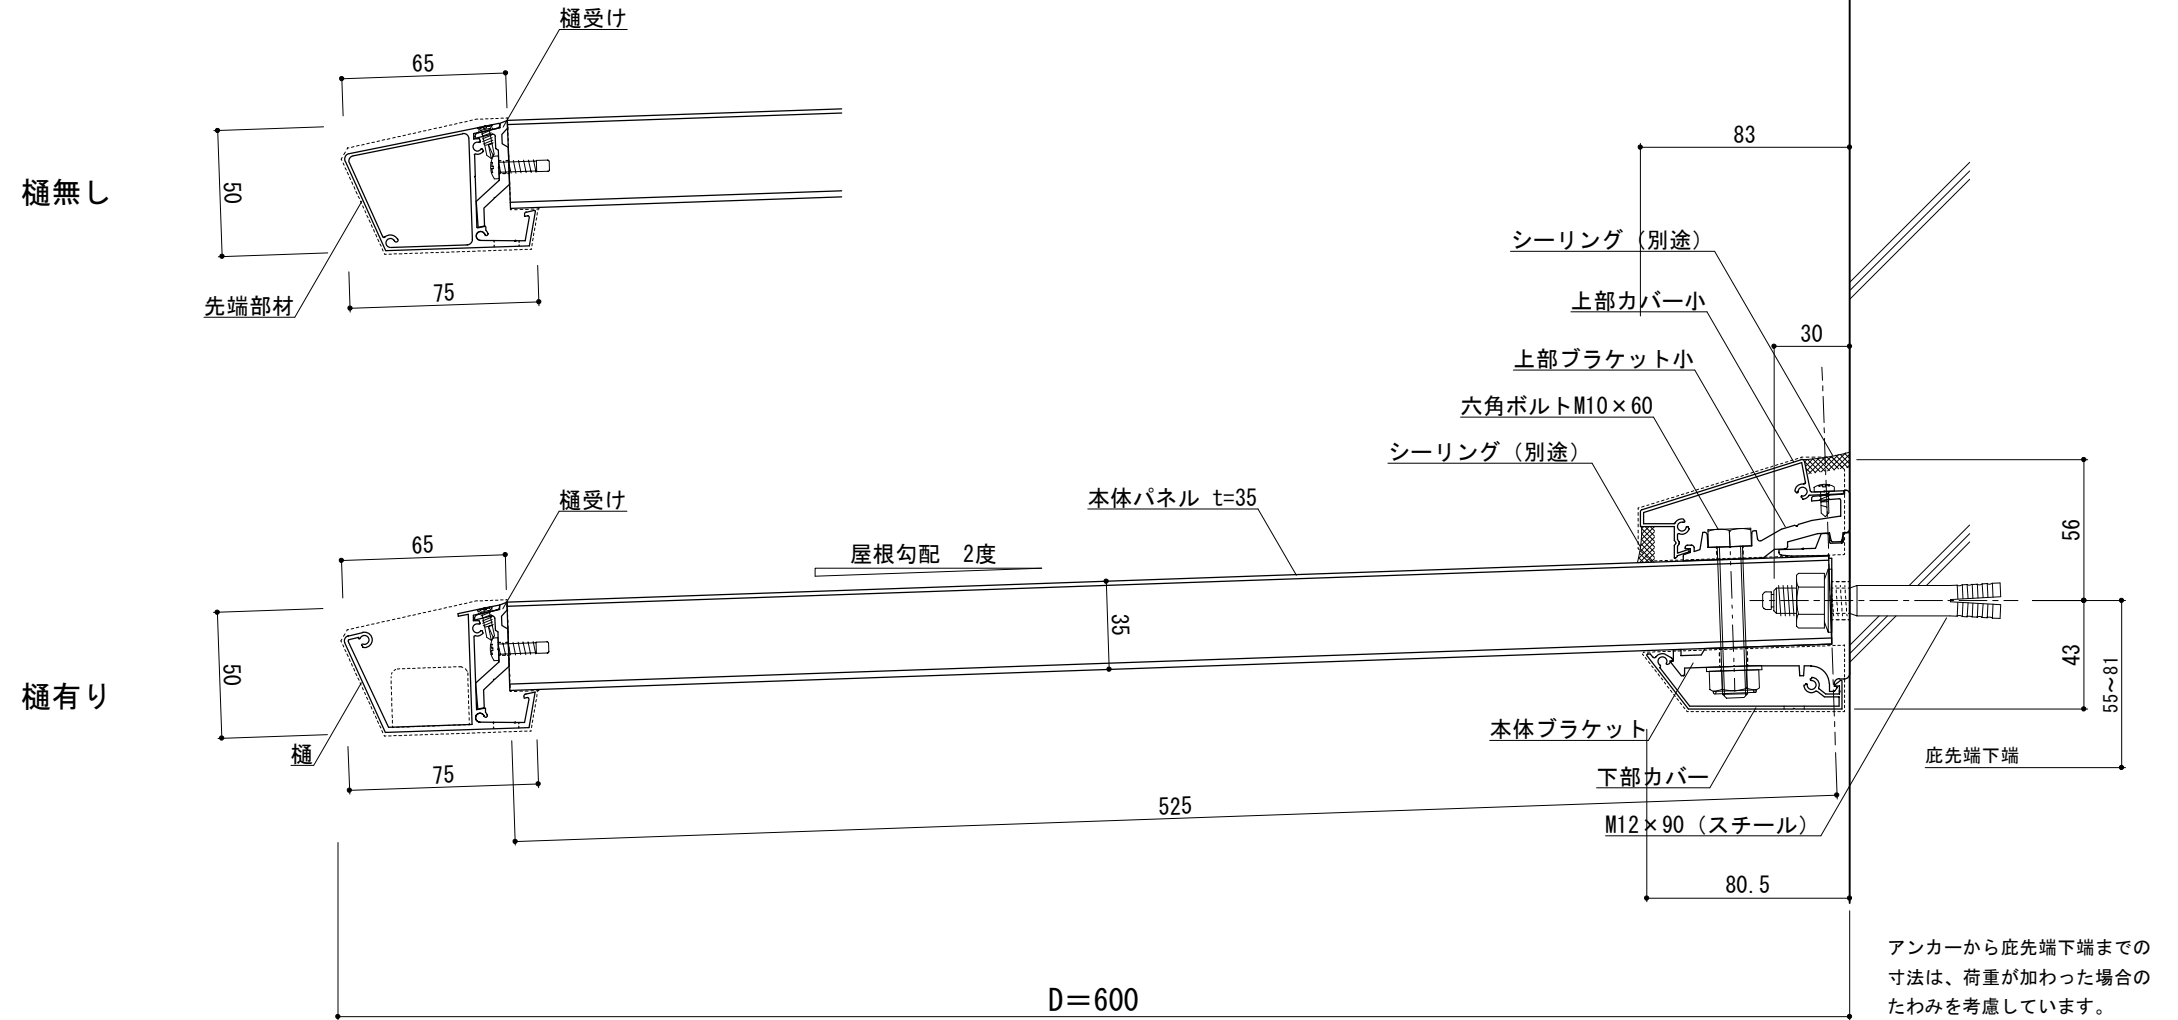 樋受け
65
50
樋無し
75
先端部材
83
シーリング（別途）
上部カバー小
30
上部ブラケット小
六角ボルトM10×60
シーリング（別途）
本体パネル t=35
樋受け
65
屋根勾配 2度
56
35
50
43
55~81
樋有り
本体ブラケット
樋
75
庇先端下端
下部カバー
525
M12×90（スチール）
80.5
D＝600
アンカーから庇先端下端までの
寸法は、荷重が加わった場合の
たわみを考慮しています。